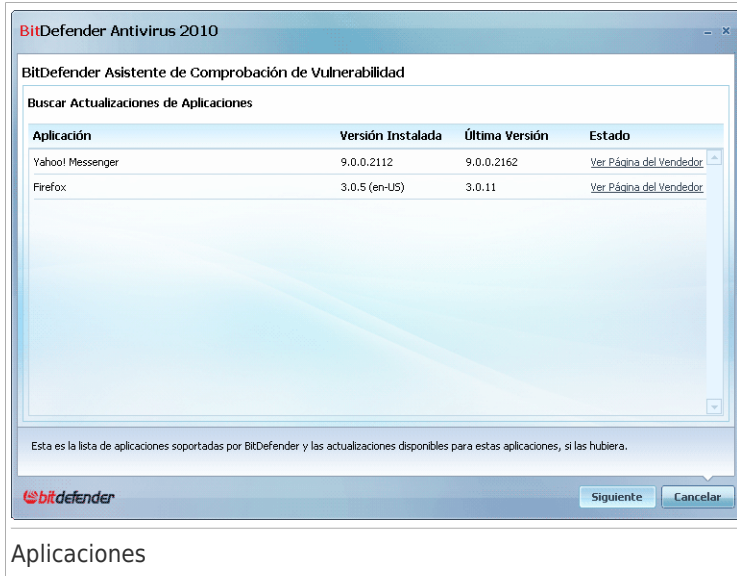 BitDefender Antivirus 2010
BitDefender Asistente de Comprobación de Vulnerabilidad
Buscar Actualizaciones de Aplicaciones
Aplicación Versión Instalada Última Versión Estado
Yahoo! Messenger 9.0.0.2112 9.0.0.2162 Ver Página del Vendedor
Firefox 3.0.5 (en-US) 3.0.11 Ver Página del Vendedor
Esta es la lista de aplicaciones soportadas por BitDefender y las actualizaciones disponibles para estas aplicaciones, si las hubiera.
bitdefender Siguiente Cancelar
Aplicaciones